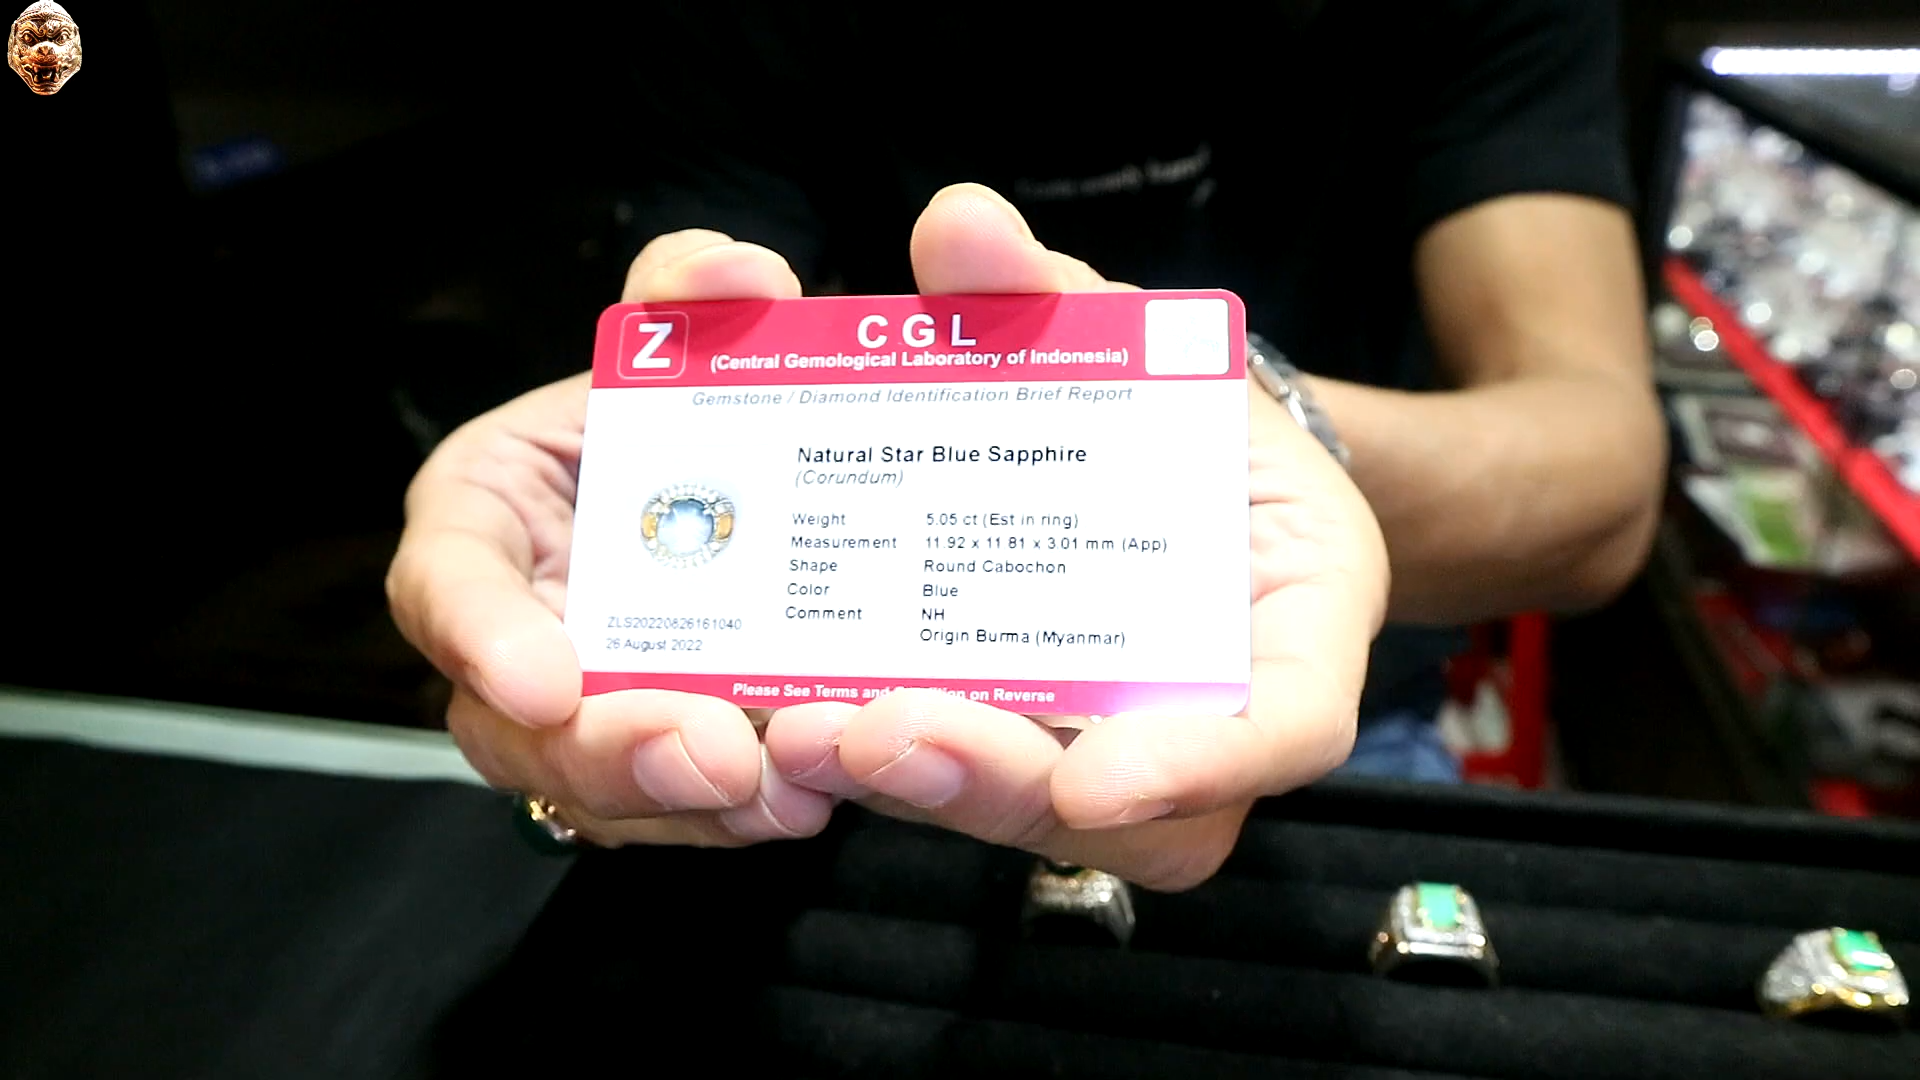 Z
CGL
(Central Gemological Laboratory of Indonesia)
Gemstone / Diamond Identification Brief Report
Natural Star Blue Sapphire
(Corundum)
Weight 5.05 ct (Est in ring)
Measurement 11.92 x 11.81 x 3.01 mm (App)
Shape Round Cabochon
Color Blue
Comment NH
Origin Burma (Myanmar)
ZLS20220826161040
26 August 2022
Please See Terms and on Reverse